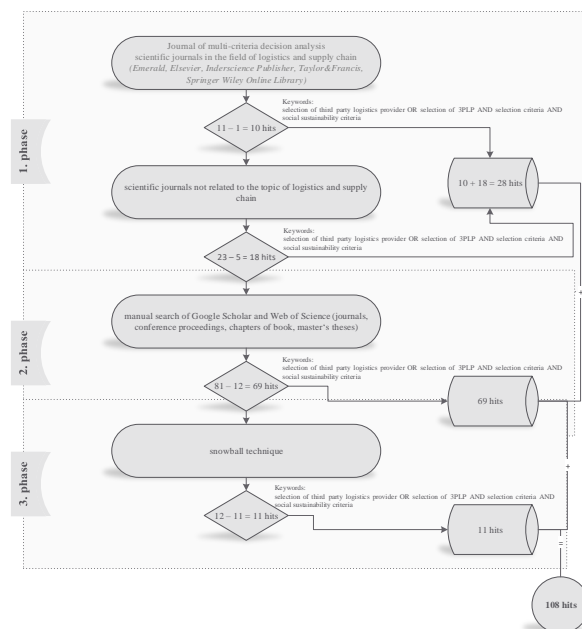 Journal of multi-criteria decision analysis
scientific journals in the field of logistics and supply chain
(Emerald, Elsevier, Inderscience Publisher, Taylor&Francis,
Springer Wiley Online Library)
Keywords:
selection of third party logistics provider OR selection of 3PLP AND selection criteria AND
social sustainability criteria
11 – 1 = 10 hits
1. phase
scientific journals not related to the topic of logistics and supply
chain
10 + 18 = 28 hits
Keywords:
selection of third party logistics provider OR selection of 3PLP AND selection criteria AND
social sustainability criteria
23 – 5 = 18 hits
+
manual search of Google Scholar and Web of Science (journals,
conference proceedings, chapters of book, master's theses)
2. phase
Keywords:
selection of third party logistics provider OR selection of 3PLP AND selection criteria AND
social sustainability criteria
81 – 12 = 69 hits
69 hits
snowball technique
3. phase
+
Keywords:
selection of third party logistics provider OR selection of 3PLP AND selection criteria AND
social sustainability criteria
12 – 11 = 11 hits
11 hits
=
108 hits